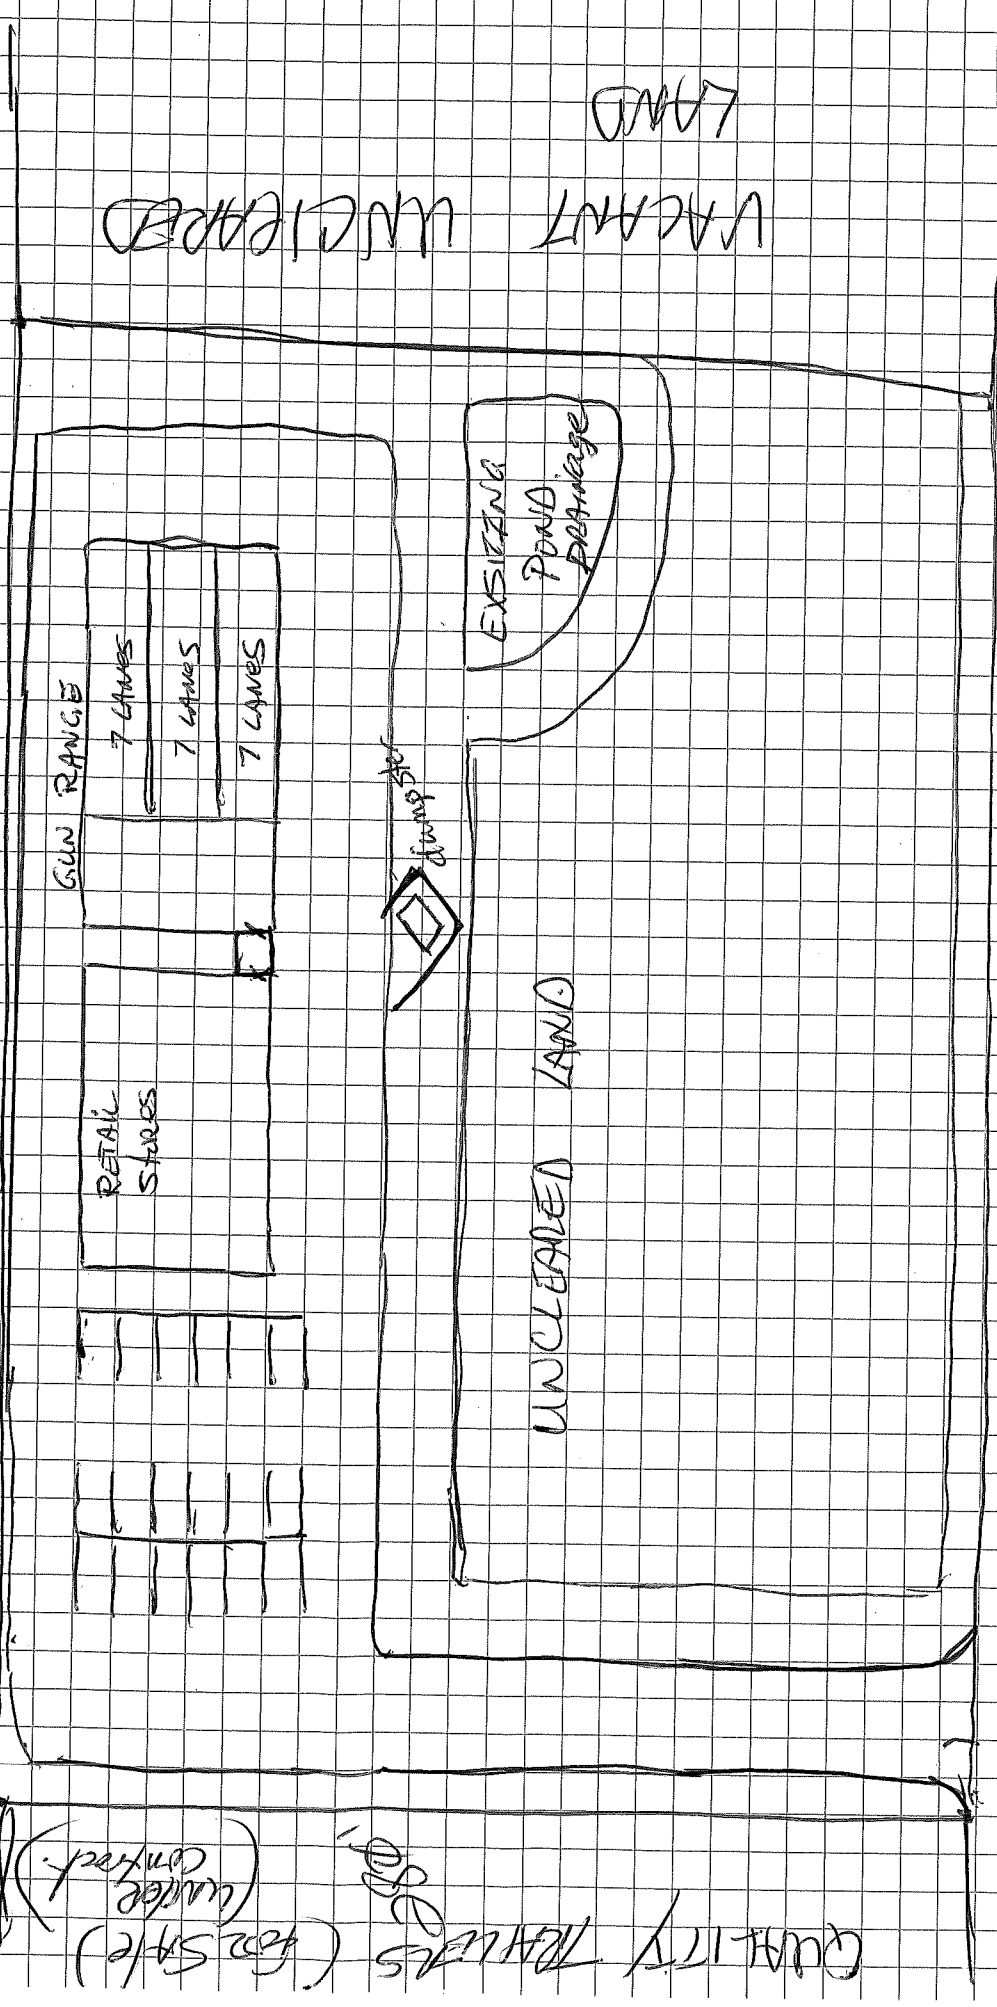 VACANT UNCLEARED
LAND
GUN RANGE
7 LANES
7 LANES
7 LANES
EXSIZING
POND
DRAINage
dumpster
RETAIL
StoRes
UNCLEARED LAND
QUALITY TRAILERS (FOR SAle)
(UNDER
Contract.)